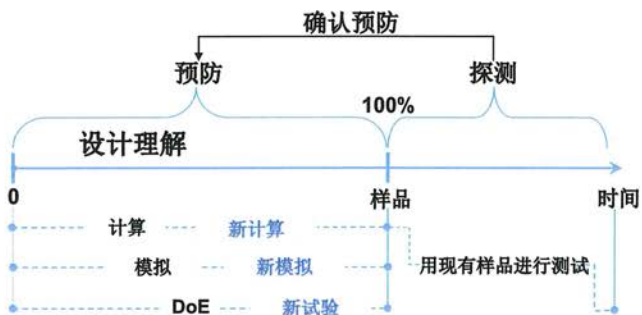 确认预防
预防 探测
100%
设计理解
0 样品 时间
计算 新计算
模拟 新模拟 用现有样品进行测试
DoE 新试验